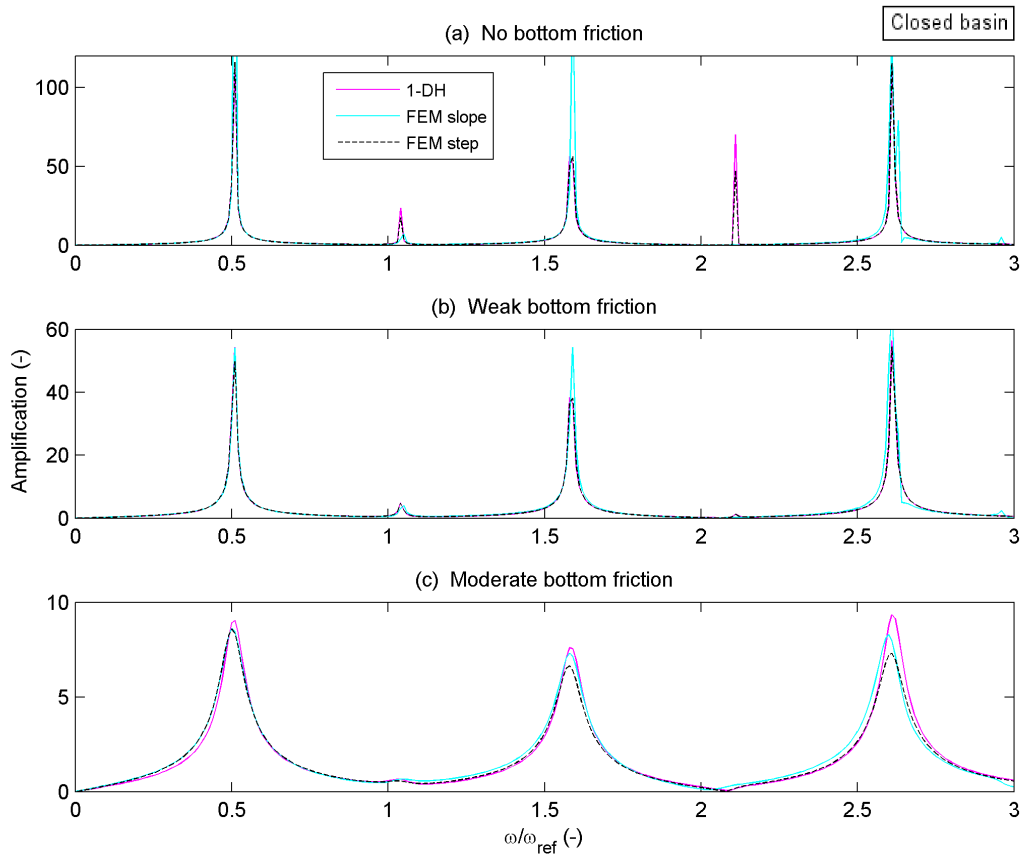 Closed basin
(a) No bottom friction
1-DH
FEM slope
FEM step
100
50
0
0 0.5 1 1.5 2 2.5 3
(b) Weak bottom friction
60
40
20
0
0 0.5 1 1.5 2 2.5 3
Amplification (-)
(c) Moderate bottom friction
10
5
0
0 0.5 1 1.5 2 2.5 3
ω/ω_ref (-)